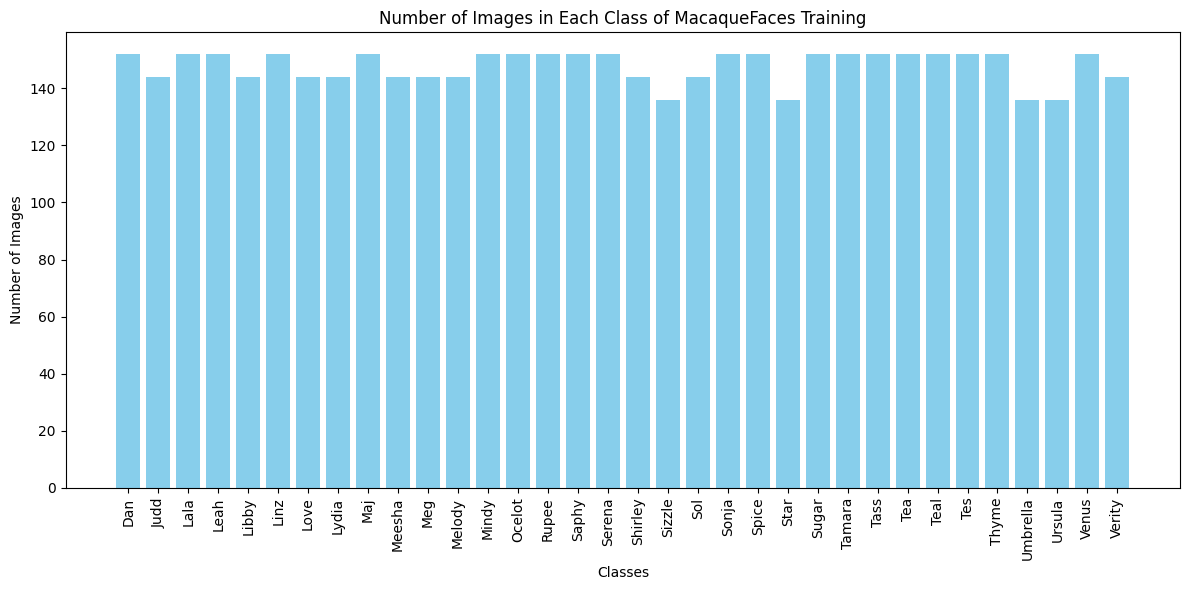 Number of Images in Each Class of MacaqueFaces Training
Number of Images
140
120
100
80
60
40
20
0
Dan
Judd
Lala
Leah
Libby
Linz
Love
Lydia
Maj
Meesha
Meg
Melody
Mindy
Ocelot
Rupee
Saphy
Serena
Shirley
Sizzle
Sol
Sonja
Spice
Star
Sugar
Tamara
Tass
Tea
Teal
Tes
Thyme
Umbrella
Ursula
Venus
Verity
Classes